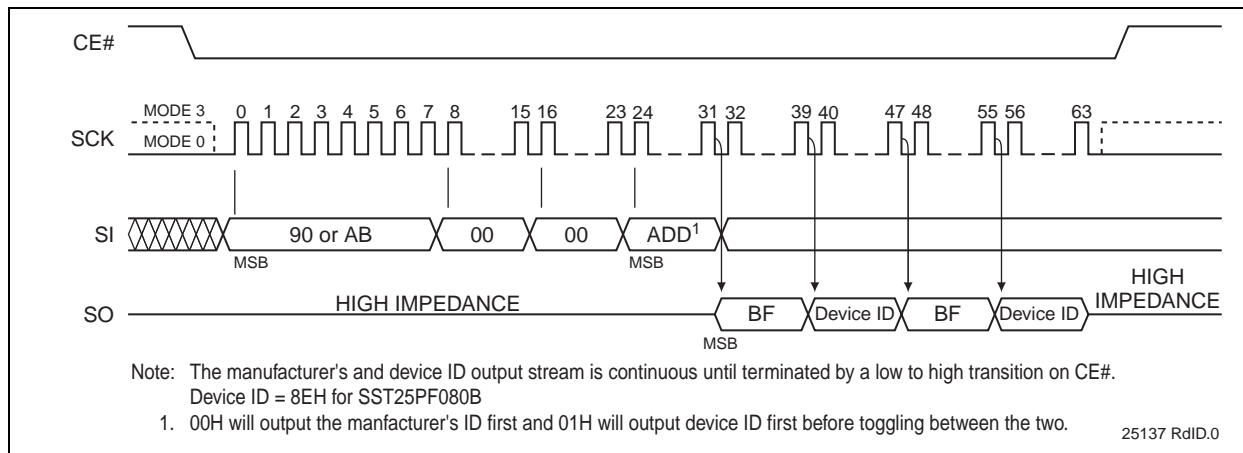 CE#
MODE 3
0 1 2 3 4 5 6 7 8 15 16 23 24 31 32 39 40 47 48 55 56 63
SCK
MODE 0
SI
90 or AB 00 00 ADD1
MSB MSB
HIGH
HIGH IMPEDANCE IMPEDANCE
SO
BF Device ID BF Device ID
MSB
Note: The manufacturer's and device ID output stream is continuous until terminated by a low to high transition on CE#.
Device ID = 8EH for SST25PF080B
1. 00H will output the manfacturer's ID first and 01H will output device ID first before toggling between the two.
25137 RdID.0